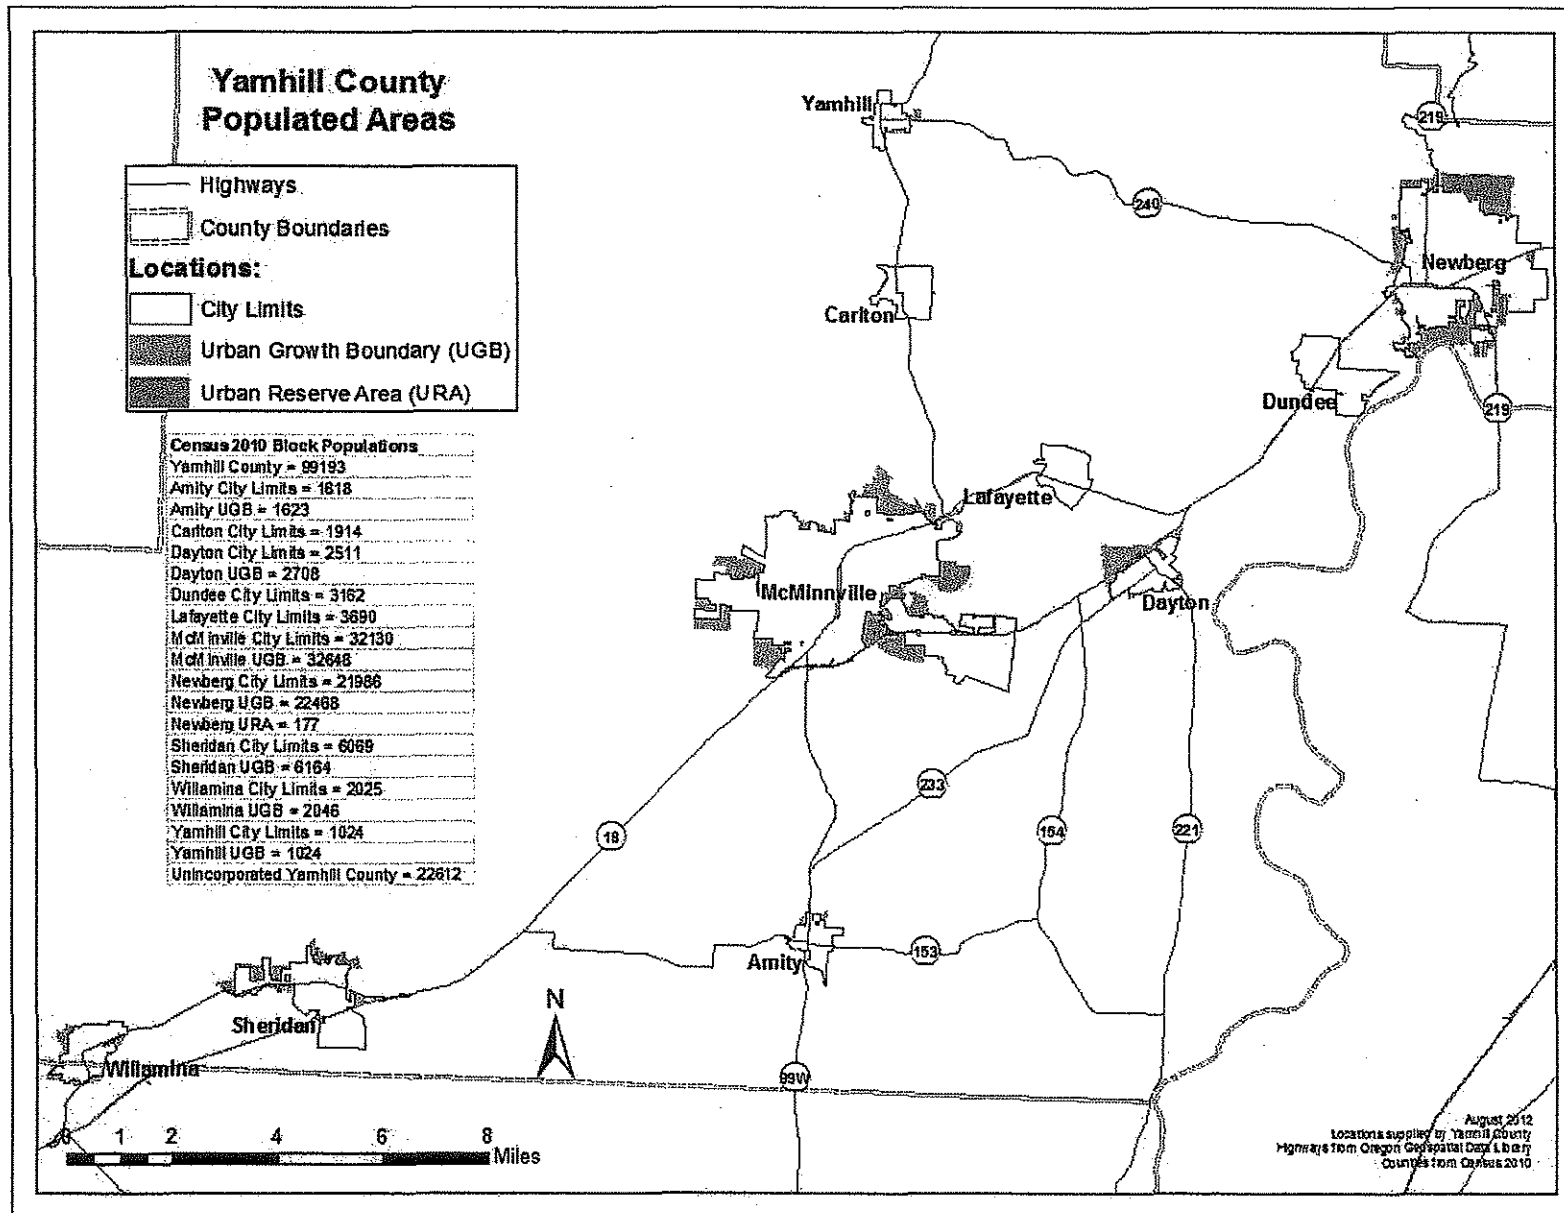 Yamhill County
Populated Areas
Highways
County Boundaries
Locations:
City Limits
Urban Growth Boundary (UGB)
Urban Reserve Area (URA)
Census 2010 Block Populations
Yamhill County = 99193
Amity City Limits = 1618
Amity UGB = 1623
Carlton City Limits = 1914
Dayton City Limits = 2511
Dayton UGB = 2708
Dundee City Limits = 3162
Lafayette City Limits = 3690
McMinville City Limits = 32130
McMinville UGB = 32648
Newberg City Limits = 21986
Newberg UGB = 22468
Newberg URA = 177
Sheridan City Limits = 6069
Sheridan UGB = 6164
Willamina City Limits = 2025
Willamina UGB = 2046
Yamhill City Limits = 1024
Yamhill UGB = 1024
Unincorporated Yamhill County = 22612
Yamhill
219
240
Newberg
Carlton
Dundee
219
Lafayette
McMinnville
Dayton
233
18
154
221
Amity
153
Sheridan
N
Willamina
99W
0 1 2 4 6 8
Miles
August 2012
Locations supplied by Yamhill County
Highways from Oregon Geospatial Data Library
Counties from Census 2010